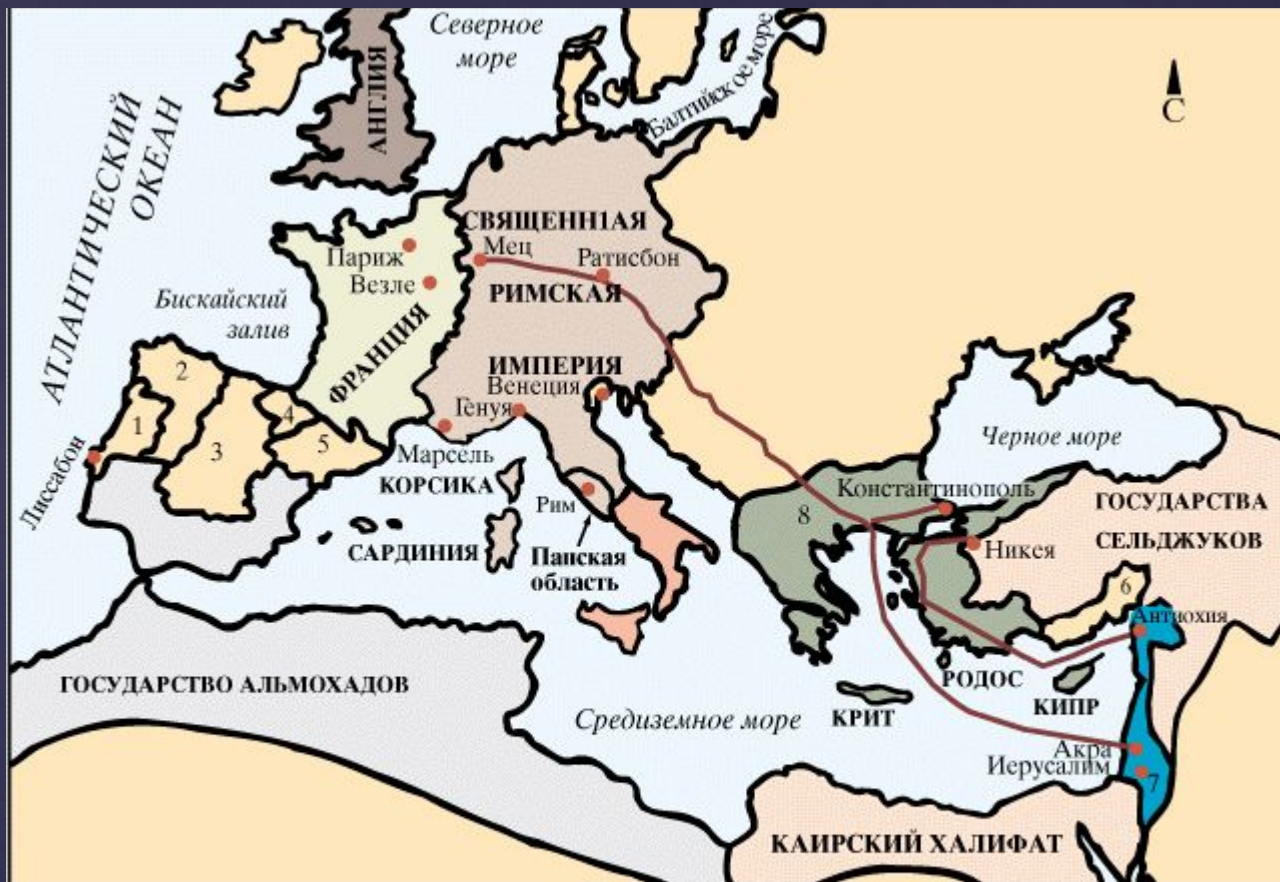 Северное
море
АНГЛИЯ
Балтийское море
С
АТЛАНТИЧЕСКИЙ
ОКЕАН
СВЯЩЕНН1АЯ
Париж
Мец
Ратисбон
Везле
РИМСКАЯ
Бискайский
залив
ФРАНЦИЯ
ИМПЕРИЯ
Венеция
Генуя
2
4
1
3
5
Марсель
Черное море
Лиссабон
КОРСИКА
Рим
Константинополь
ГОСУДАРСТВА
СЕЛЬДЖУКОВ
8
САРДИНИЯ
Папская
область
Никея
6
Антиохия
ГОСУДАРСТВО АЛЬМОХАДОВ
РОДОС
КИПР
КРИТ
Средиземное море
Акра
Иерусалим
7
КАИРСКИЙ ХАЛИФАТ